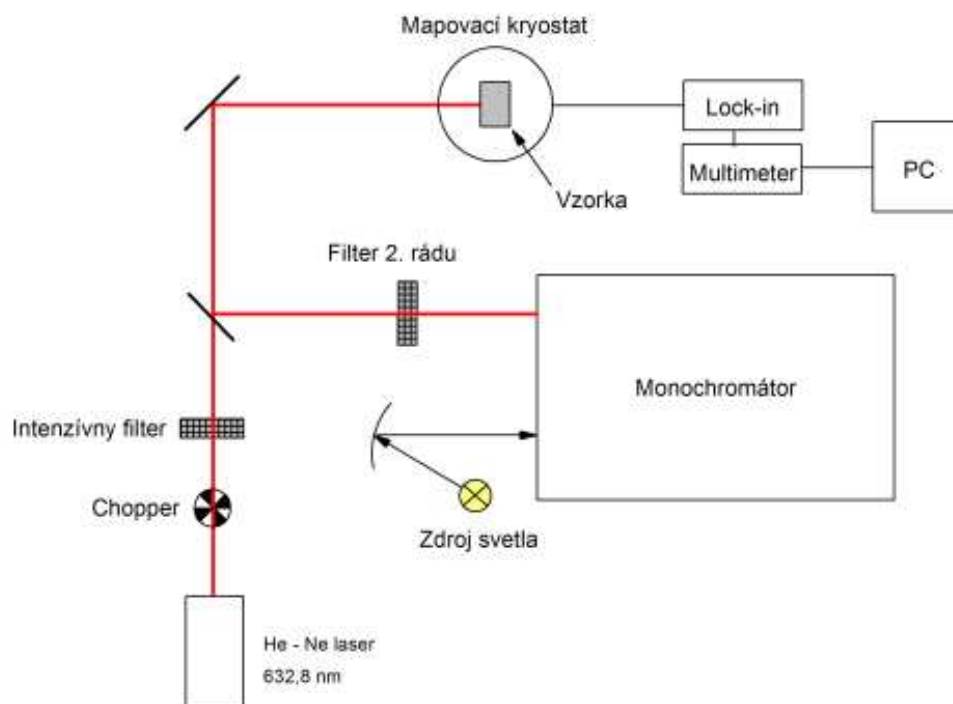 Mapovací kryostat
Lock-in
Multimeter
PC
Vzorka
Filter 2. rádu
Monochromátor
Intenzívny filter
Chopper
Zdroj svetla
He - Ne laser
632,8 nm